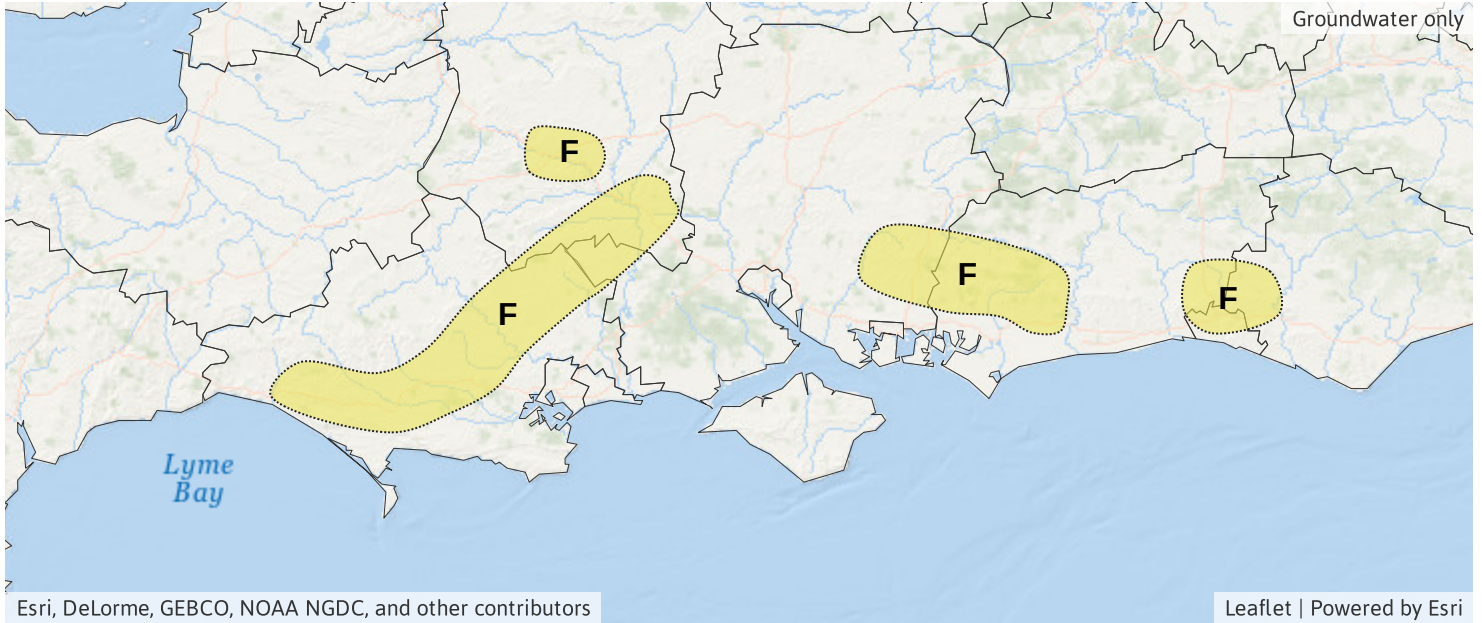 Groundwater only
F
F
F
F
Lyme
Bay
Esri, DeLorme, GEBCO, NOAA NGDC, and other contributors
Leaflet | Powered by Esri